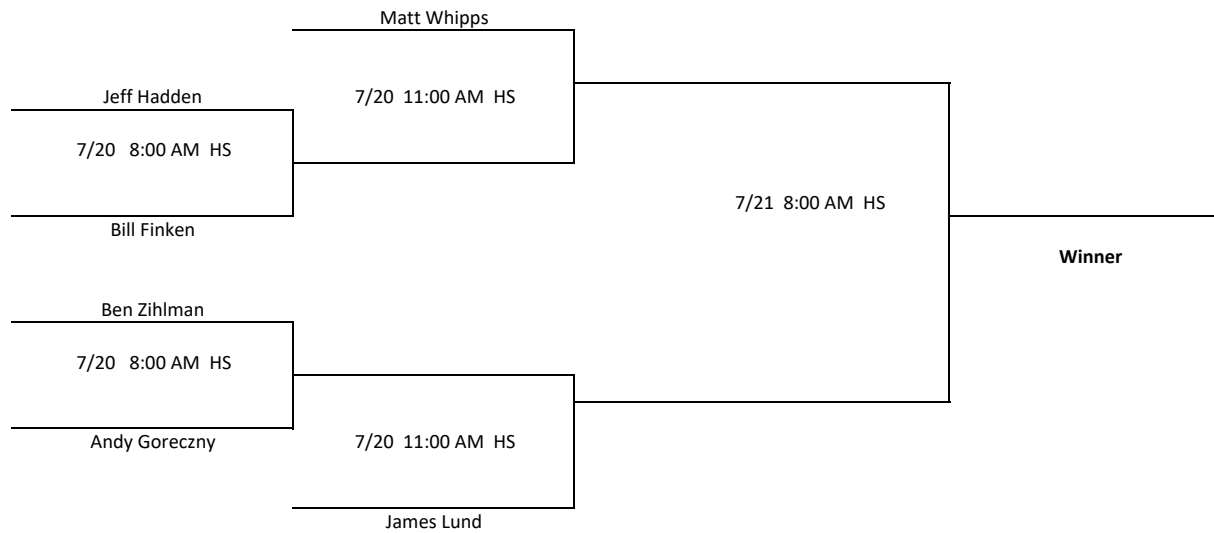 Matt Whipps
Jeff Hadden
7/20 11:00 AM HS
7/20 8:00 AM HS
7/21 8:00 AM HS
Bill Finken
Winner
Ben Zihlman
7/20 8:00 AM HS
Andy Goreczny
7/20 11:00 AM HS
James Lund